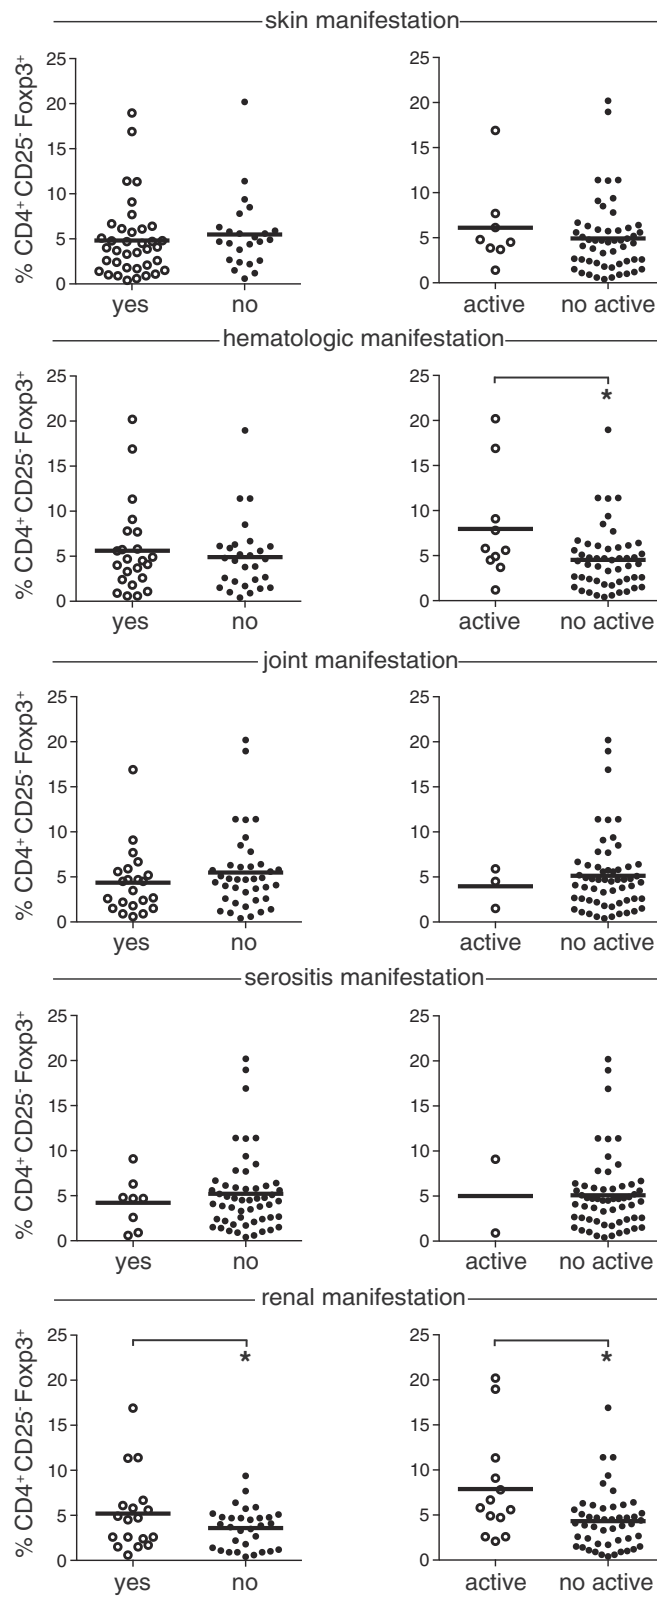 skin manifestation
% CD4+ CD25- Foxp3+
25
20
15
10
5
0
yes
no
25
20
15
10
5
0
active
no active
hematologic manifestation
% CD4+ CD25- Foxp3+
25
20
15
10
5
0
yes
no
25
20
15
10
5
0
*
active
no active
joint manifestation
% CD4+ CD25- Foxp3+
25
20
15
10
5
0
yes
no
25
20
15
10
5
0
active
no active
serositis manifestation
% CD4+ CD25- Foxp3+
25
20
15
10
5
0
yes
no
25
20
15
10
5
0
active
no active
renal manifestation
% CD4+ CD25- Foxp3+
25
20
15
10
5
0
*
yes
no
25
20
15
10
5
0
*
active
no active